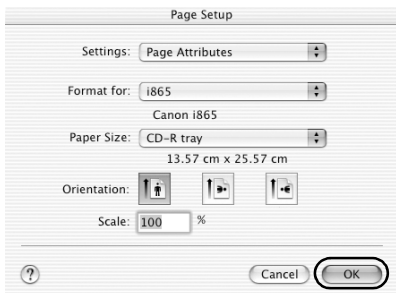 Page Setup
Settings: Page Attributes
Format for: i865
Canon i865
Paper Size: CD-R tray
13.57 cm x 25.57 cm
Orientation:
Scale: 100 %
? Cancel OK